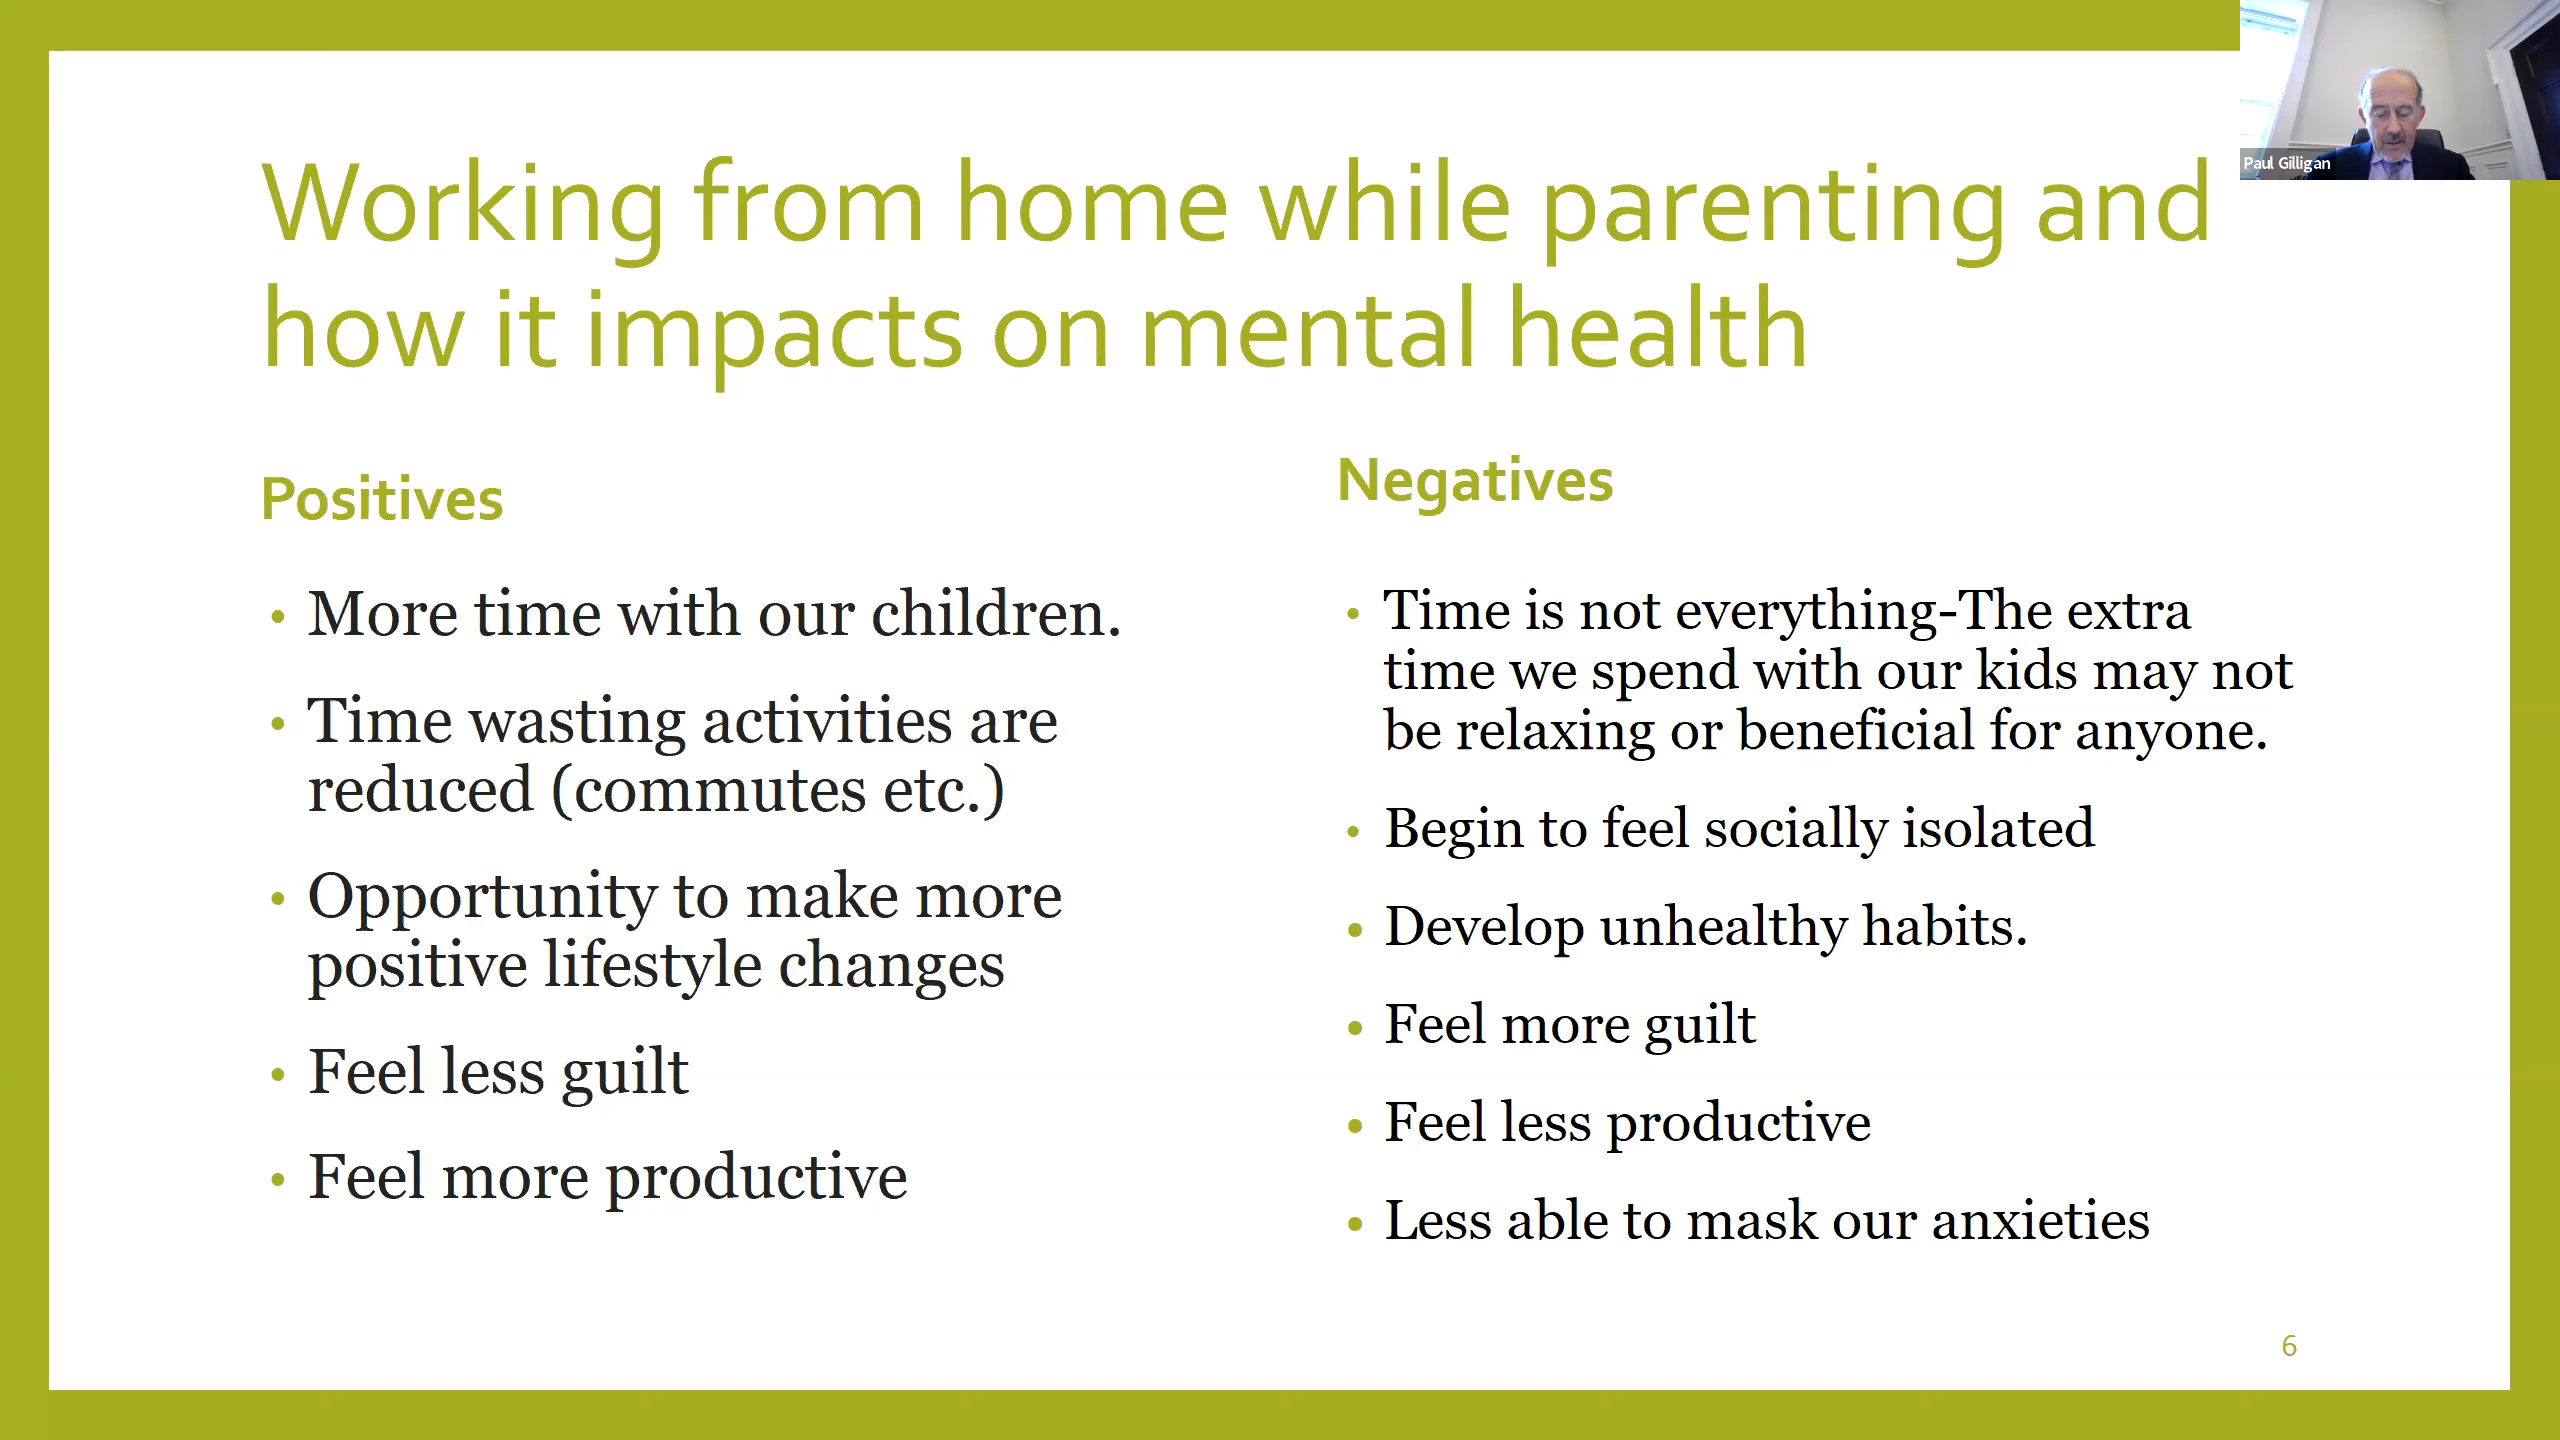 Paul Gilligan
Working from home while parenting and
how it impacts on mental health
Positives
• More time with our children.
• Time wasting activities are
reduced (commutes etc.)
• Opportunity to make more
positive lifestyle changes
• Feel less guilt
• Feel more productive
Negatives
• Time is not everything-The extra
time we spend with our kids may not
be relaxing or beneficial for anyone.
• Begin to feel socially isolated
• Develop unhealthy habits.
• Feel more guilt
• Feel less productive
• Less able to mask our anxieties
6